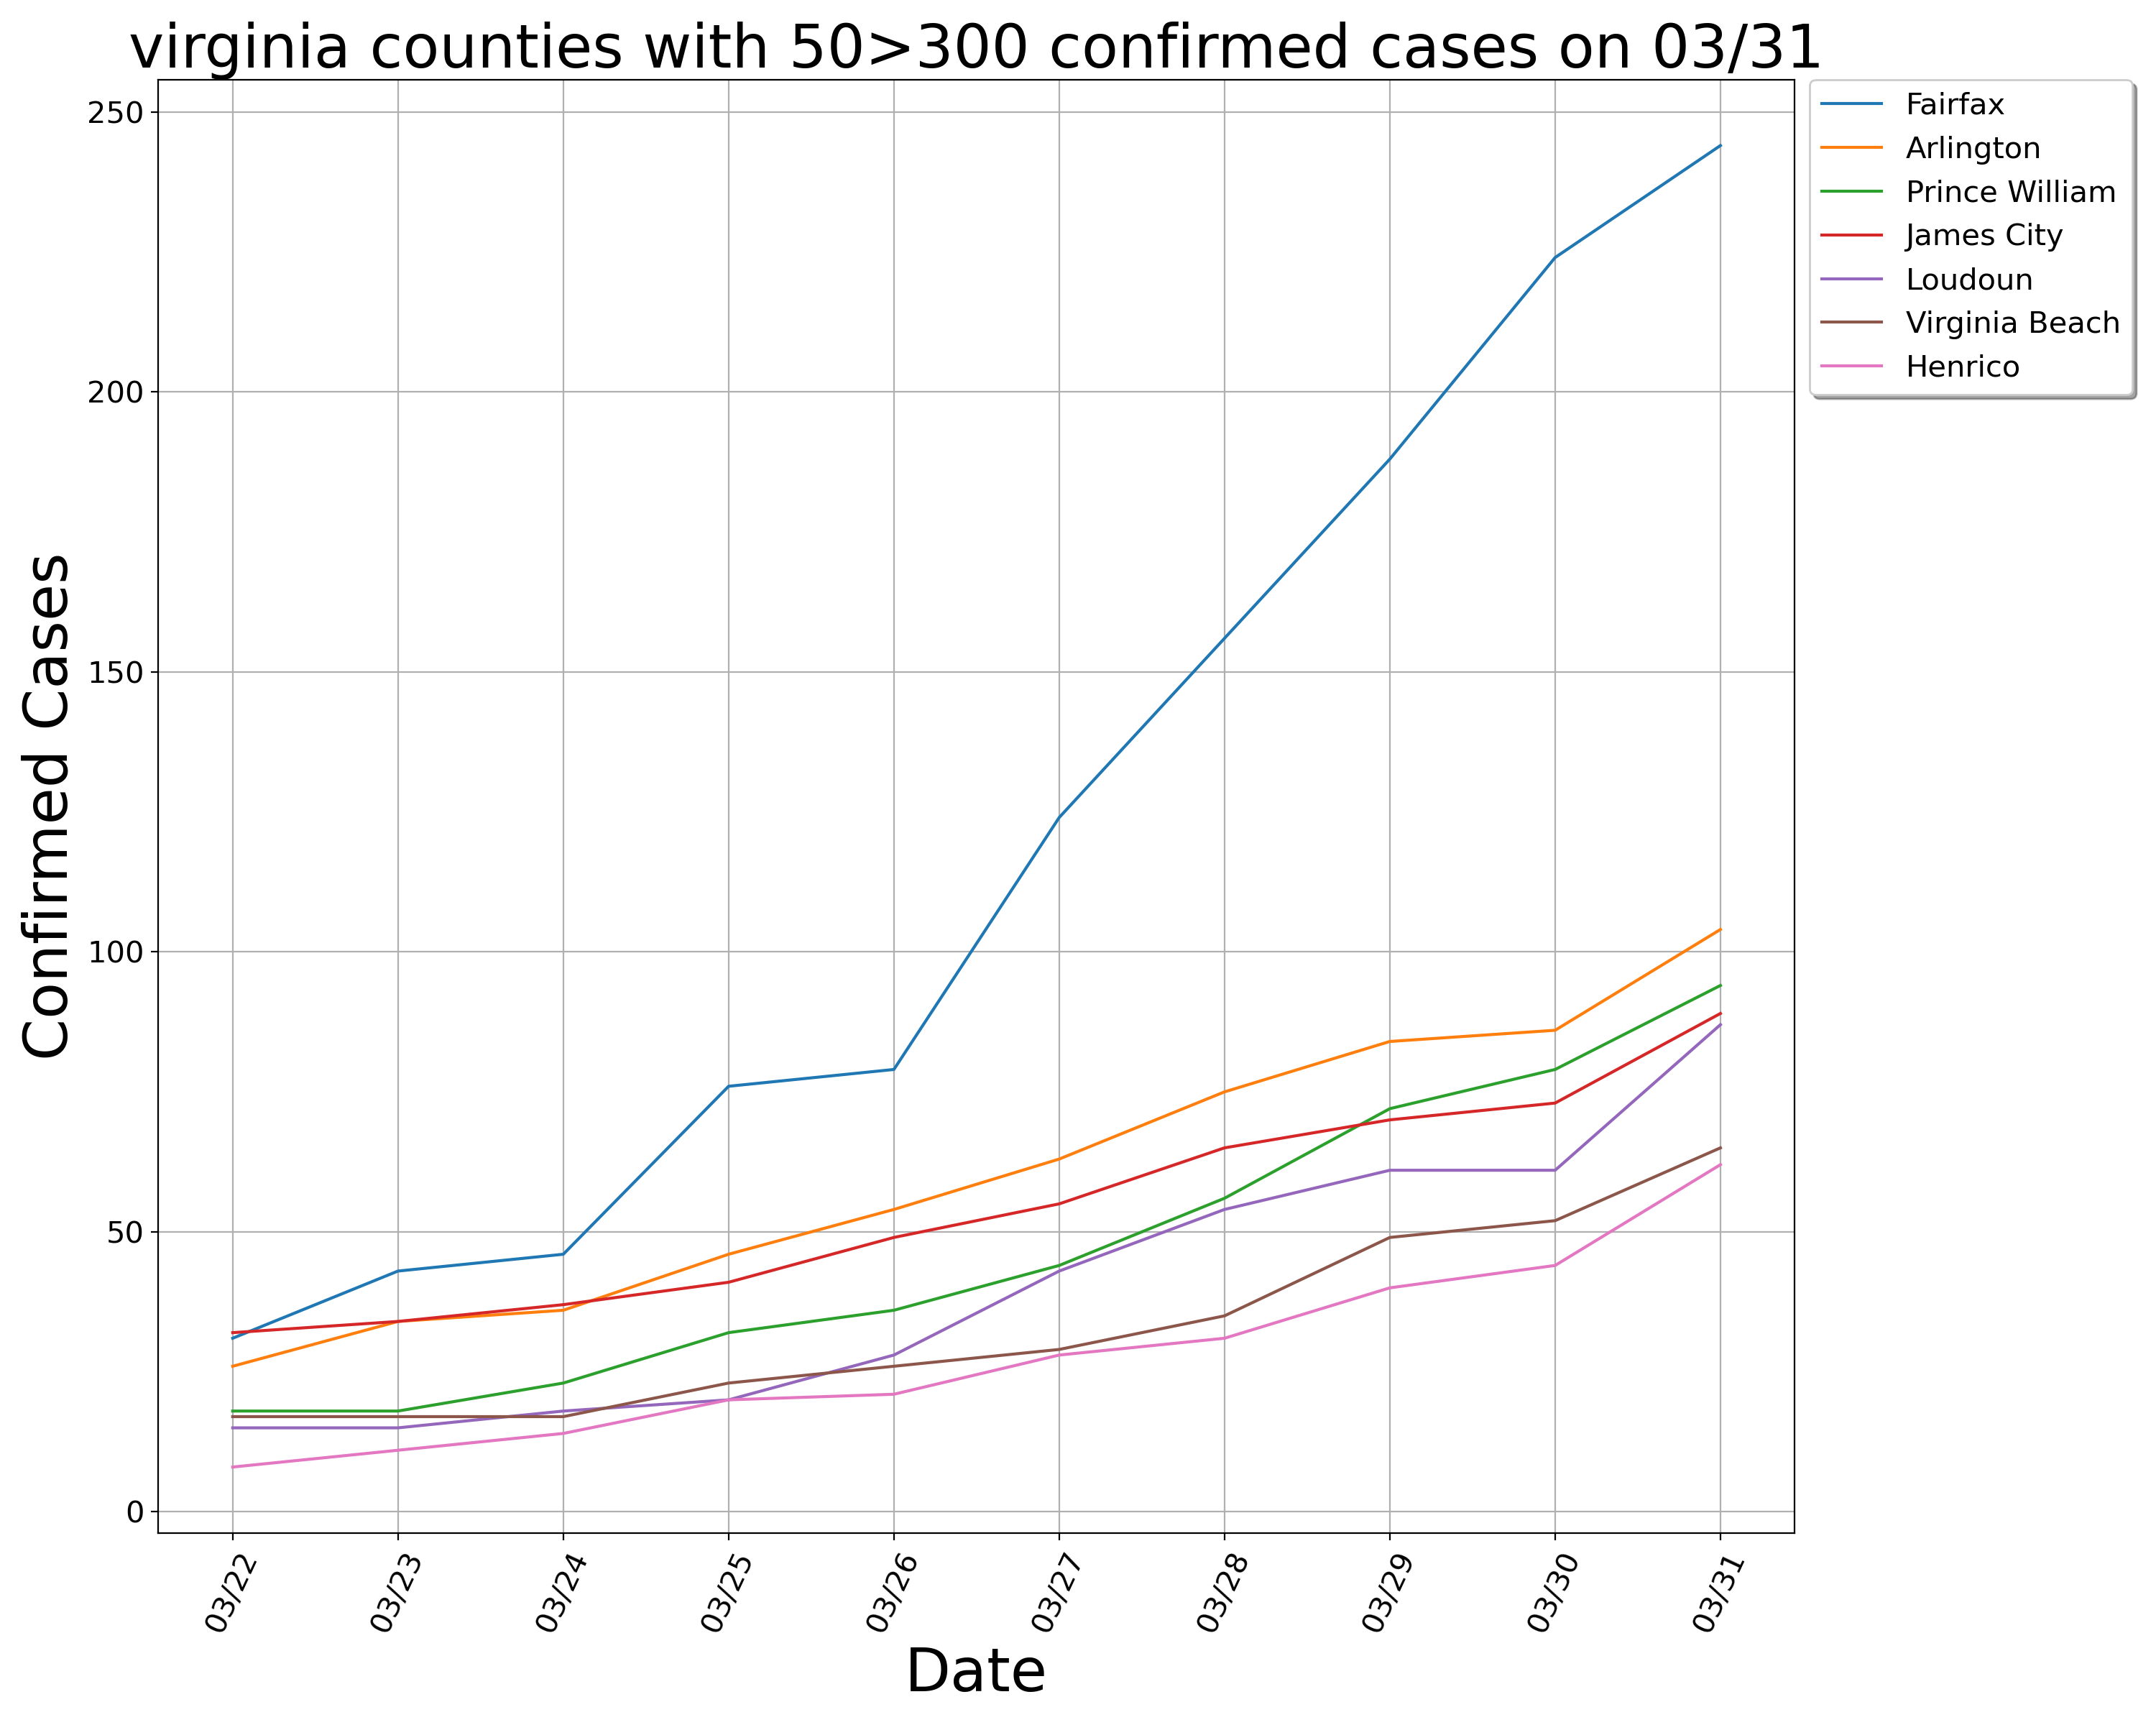 virginia counties with 50>300 confirmed cases on 03/31
Fairfax
Arlington
Prince William
James City
Loudoun
Virginia Beach
Henrico
Confirmed Cases
250
200
150
100
50
0
03/22
03/23
03/24
03/25
03/26
03/27
03/28
03/29
03/30
03/31
Date